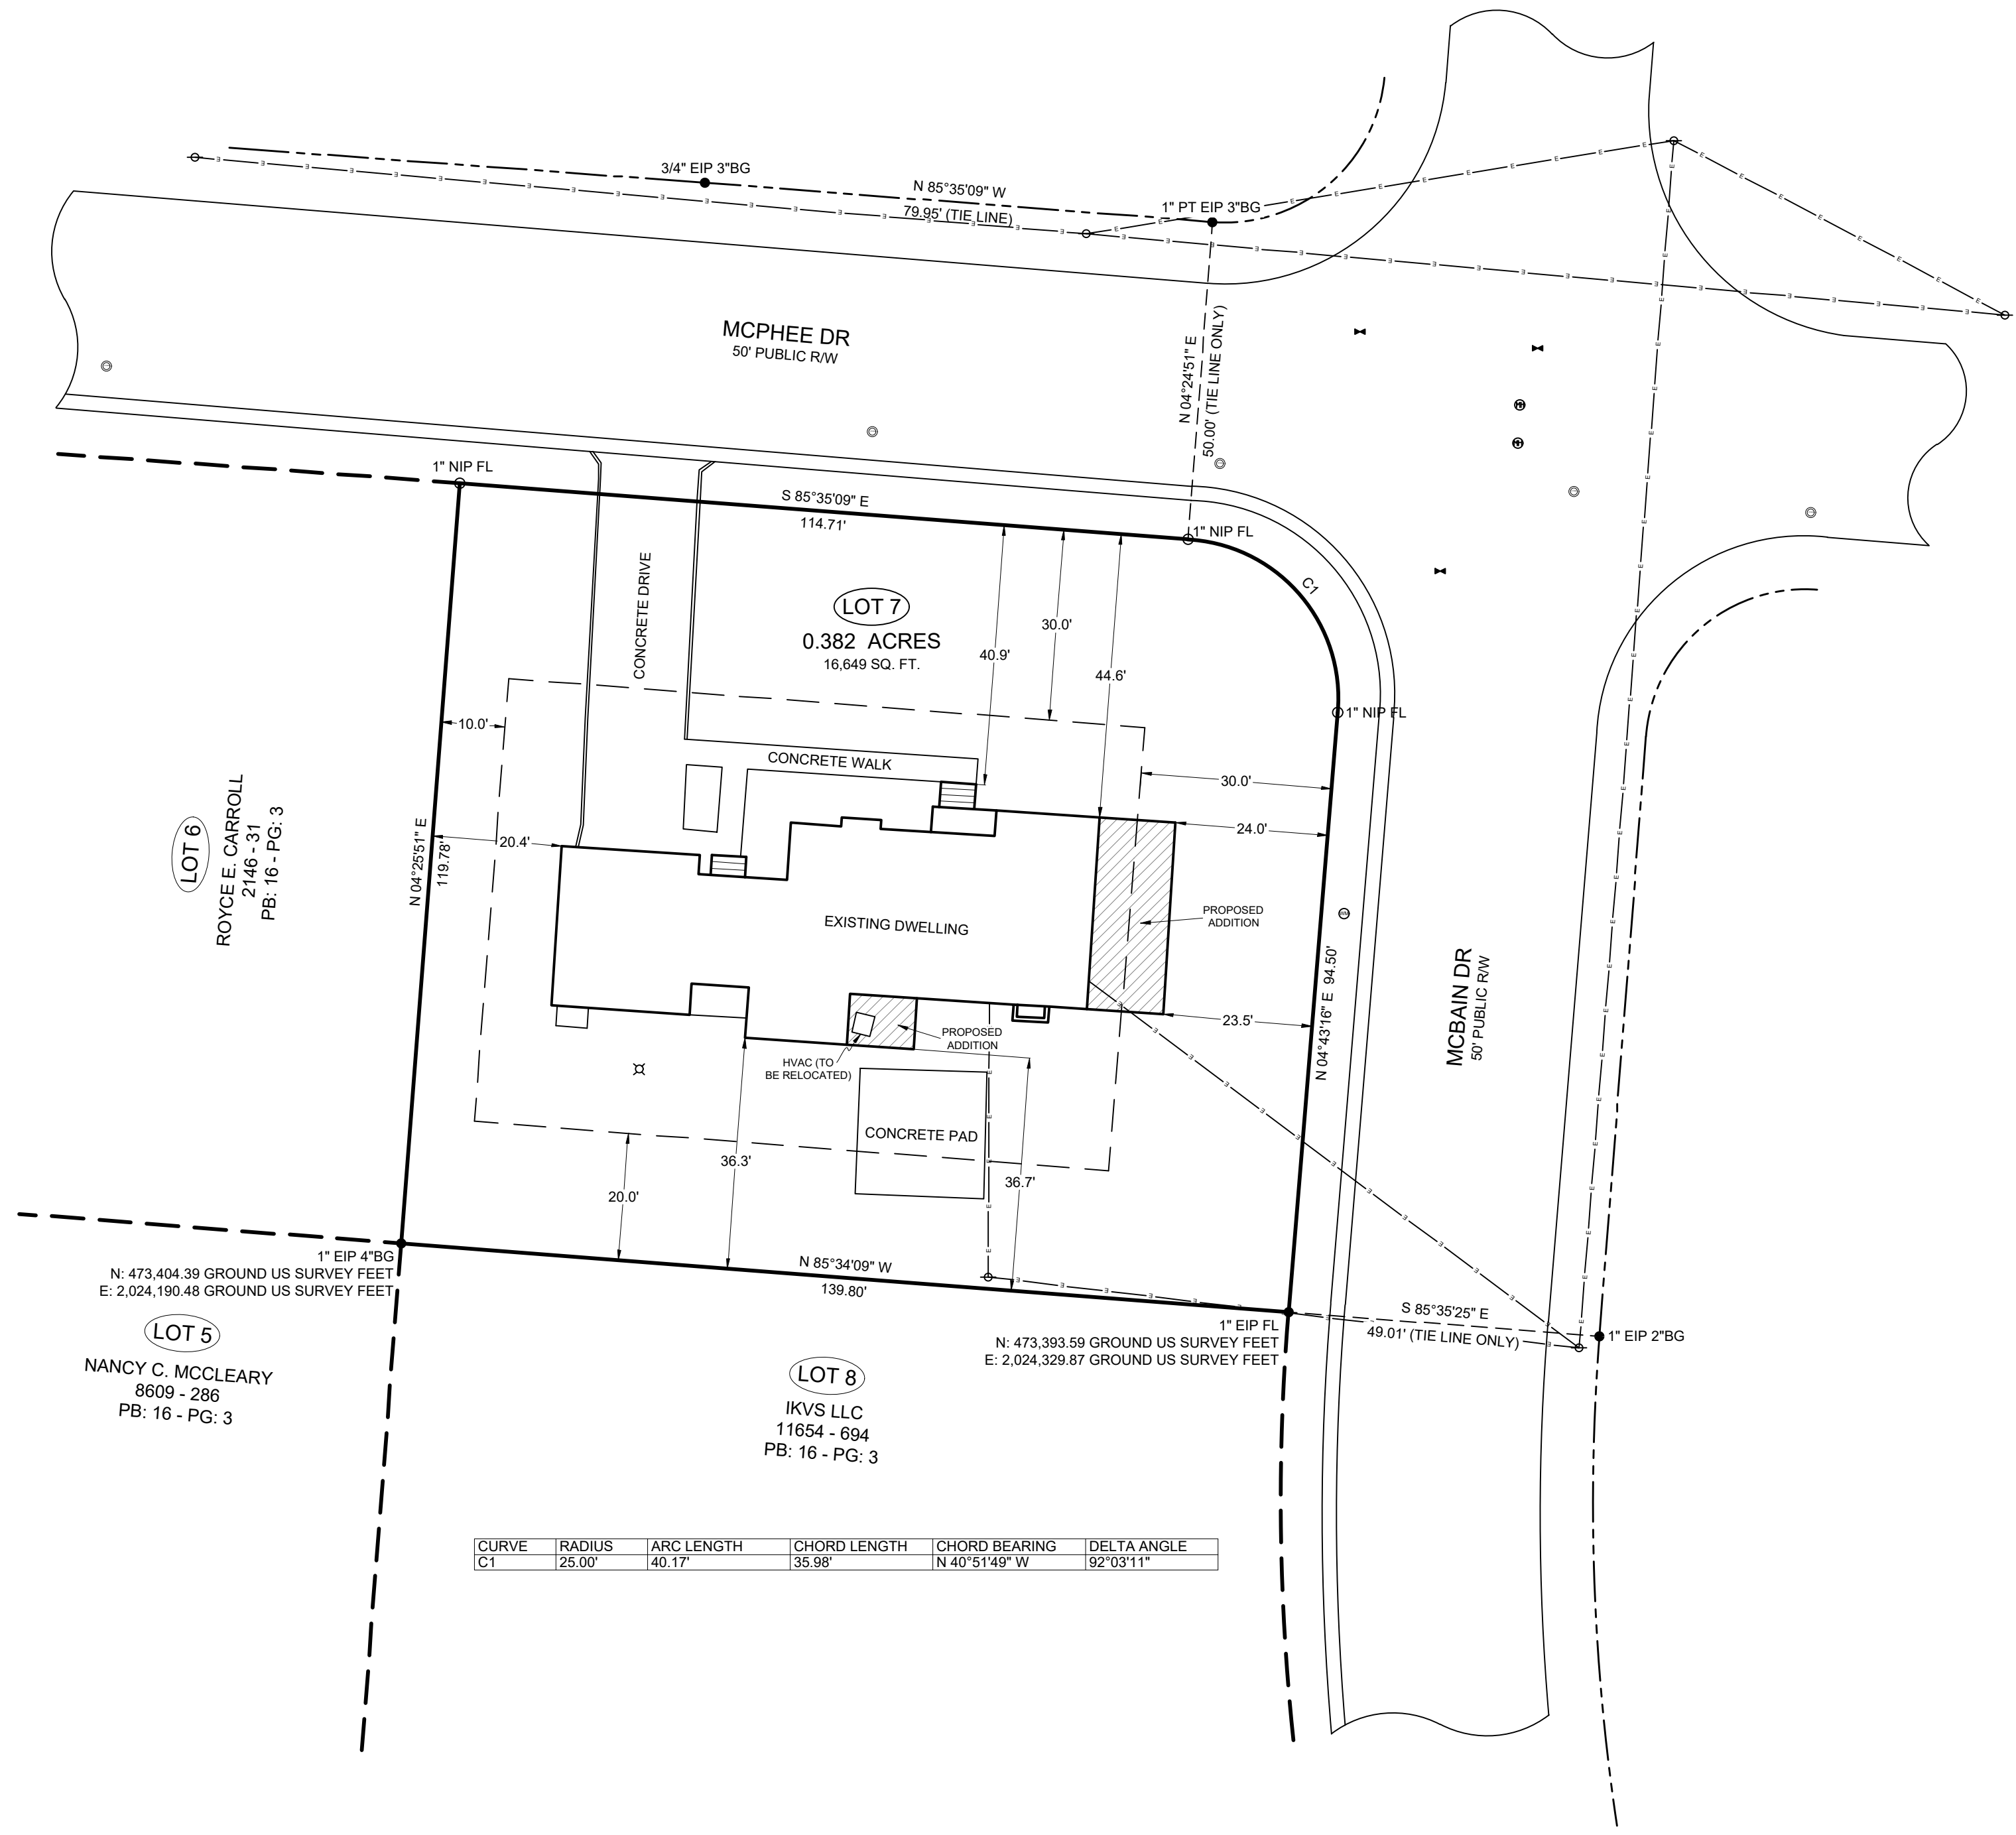 3/4" EIP 3"BG
N 85°35'09" W
79.95' (TIE LINE)
1" PT EIP 3"BG
MCPHEE DR
50' PUBLIC R/W
N 04°24'51" E
50.00' (TIE LINE ONLY)
1" NIP FL
S 85°35'09" E
114.71'
1" NIP FL
C1
CONCRETE DRIVE
LOT 7
0.382 ACRES
16,649 SQ. FT.
30.0'
40.9'
44.6'
1" NIP FL
10.0'
CONCRETE WALK
30.0'
20.4'
24.0'
LOT 6
ROYCE E. CARROLL
2146 - 31
PB: 16 - PG: 3
N 04°25'51" E
119.78'
EXISTING DWELLING
PROPOSED
ADDITION
N 04°43'16" E 94.50'
MCBAIN DR
50' PUBLIC R/W
23.5'
PROPOSED
ADDITION
HVAC (TO
BE RELOCATED)
CONCRETE PAD
36.3'
36.7'
20.0'
1" EIP 4"BG
N: 473,404.39 GROUND US SURVEY FEET
E: 2,024,190.48 GROUND US SURVEY FEET
N 85°34'09" W
139.80'
1" EIP FL
N: 473,393.59 GROUND US SURVEY FEET
E: 2,024,329.87 GROUND US SURVEY FEET
S 85°35'25" E
49.01' (TIE LINE ONLY)
1" EIP 2"BG
LOT 5
NANCY C. MCCLEARY
8609 - 286
PB: 16 - PG: 3
LOT 8
IKVS LLC
11654 - 694
PB: 16 - PG: 3
CURVE RADIUS ARC LENGTH CHORD LENGTH CHORD BEARING DELTA ANGLE
C1 25.00' 40.17' 35.98' N 40°51'49" W 92°03'11"